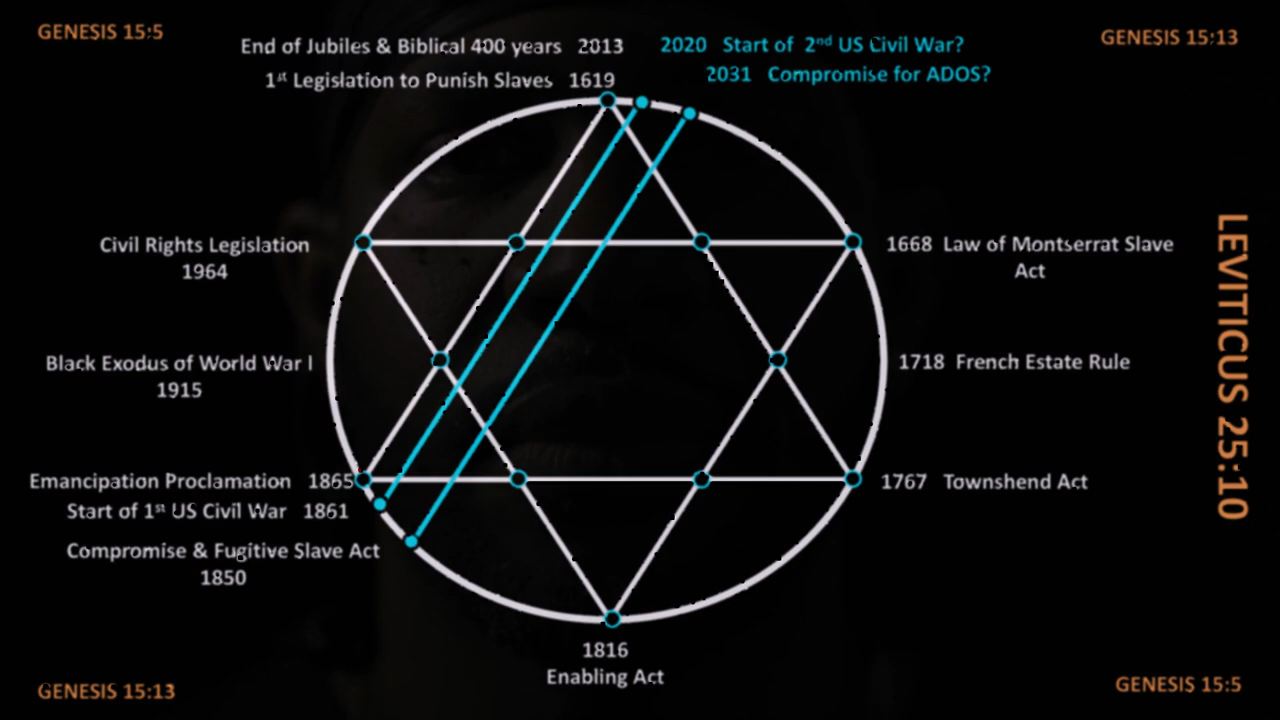 GENESIS 15:5
GENESIS 15:13
End of Jubiles & Biblical 400 years 2013
2020 Start of 2nd US Civil War?
1st Legislation to Punish Slaves 1619
2031 Compromise for ADOS?
Civil Rights Legislation
1964
1668 Law of Montserrat Slave
Act
LEVITICUS 25:10
Black Exodus of World War I
1915
1718 French Estate Rule
Emancipation Proclamation 1865
1767 Townshend Act
Start of 1st US Civil War 1861
Compromise & Fugitive Slave Act
1850
1816
Enabling Act
GENESIS 15:13
GENESIS 15:5